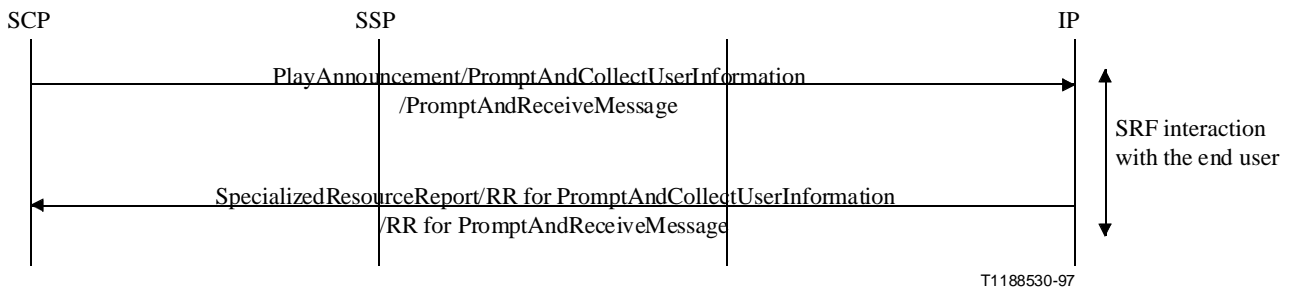 SCP
SSP
IP
PlayAnnouncement/PromptAndCollectUserInformation
/PromptAndReceiveMessage
SRF interaction
with the end user
SpecializedResourceReport/RR for PromptAndCollectUserInformation
/RR for PromptAndReceiveMessage
T1188530-97